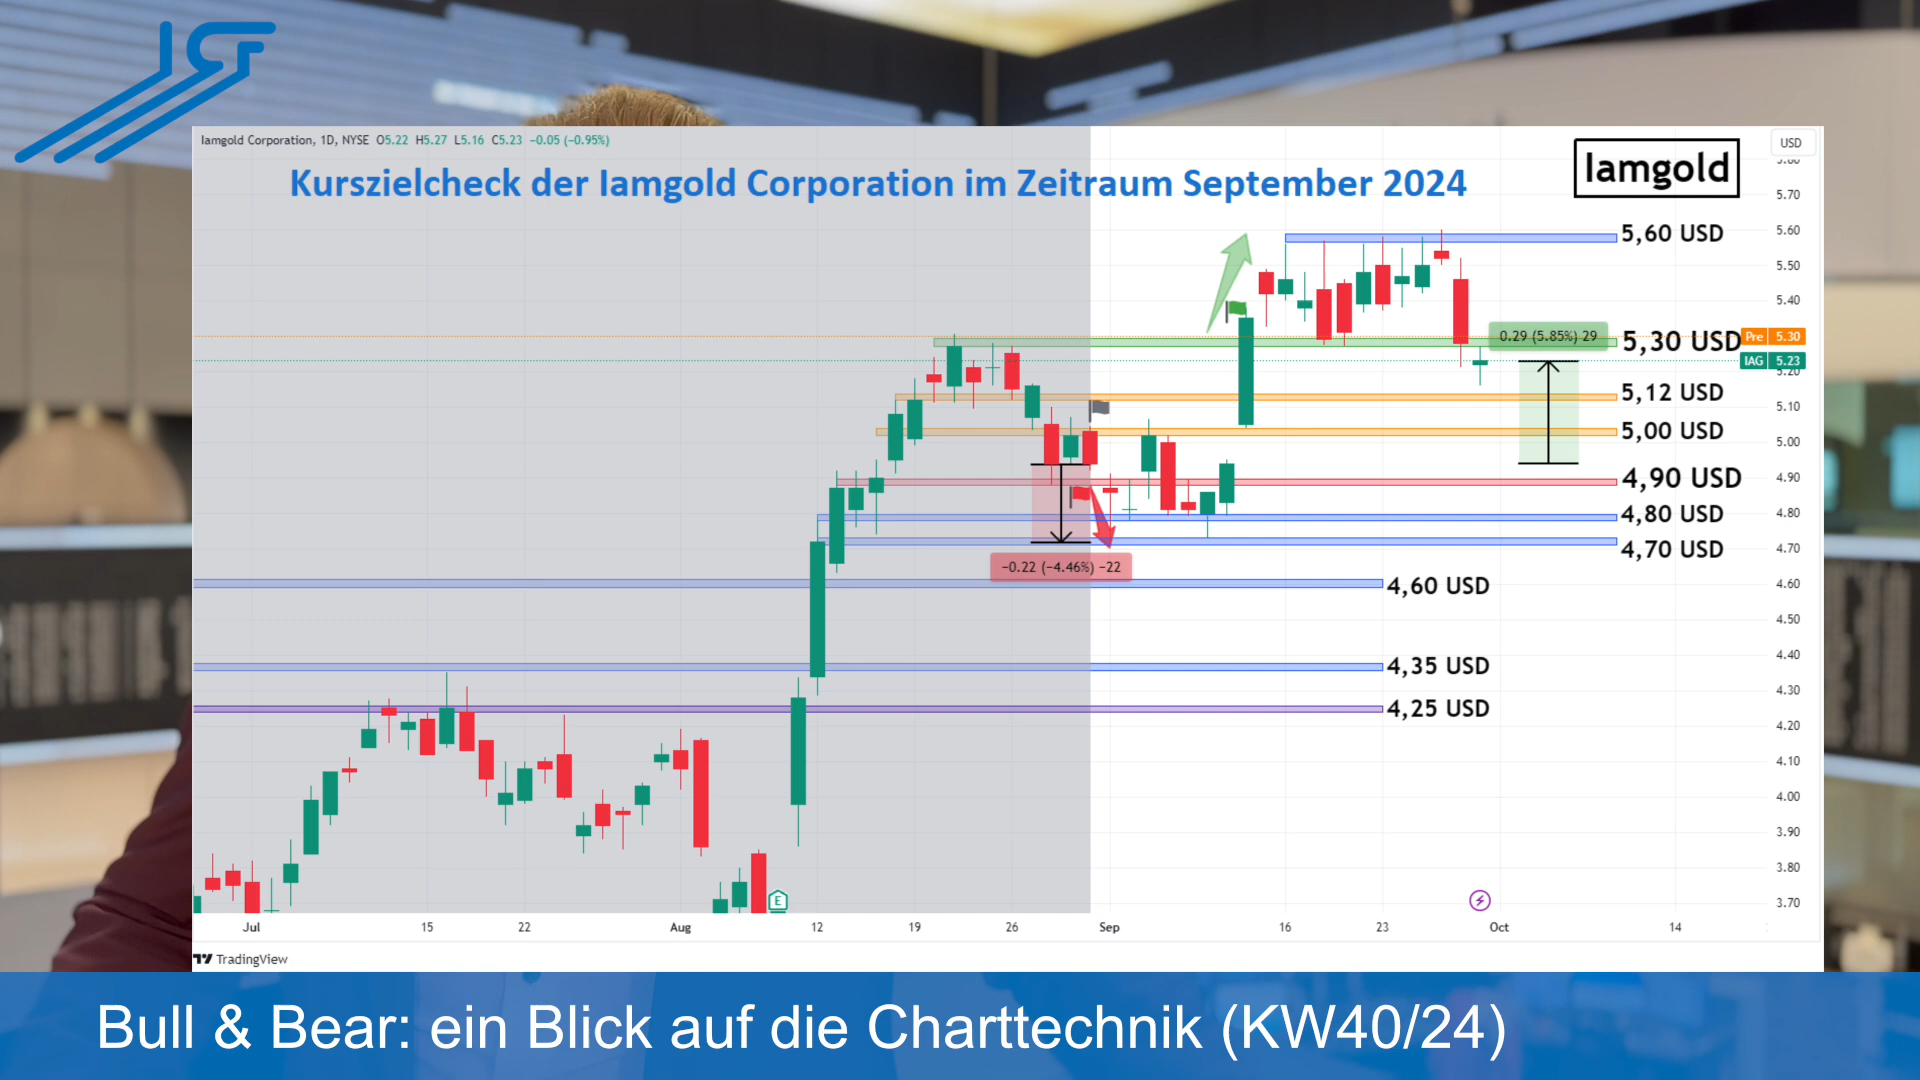 Iamgold Corporation, 1D, NYSE O5.22 H5.27 L5.16 C5.23 −0.05 (−0.95%)
USD
Iamgold
Kurszielcheck der Iamgold Corporation im Zeitraum September 2024
5.70
5,60 USD
5.60
5.50
5.40
0.29 (5.85%) 29
5,30 USD
Pre 5.30
IAG 5.23
5.20
5,12 USD
5.10
5,00 USD
5.00
4,90 USD
4.90
4,80 USD
4.80
4,70 USD
4.70
−0.22 (−4.46%) −22
4,60 USD
4.60
4.50
4.40
4,35 USD
4.30
4,25 USD
4.20
4.10
4.00
3.90
3.80
3.70
E
Jul 15 22 Aug 12 19 26 Sep 16 23 Oct 14
TradingView
Bull & Bear: ein Blick auf die Charttechnik (KW40/24)